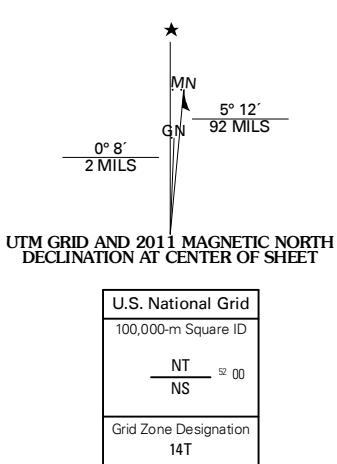 ★
MN
GN
5° 12´
92 MILS
0° 8´
2 MILS
UTM GRID AND 2011 MAGNETIC NORTH
DECLINATION AT CENTER OF SHEET
U.S. National Grid
100,000-m Square ID
NT
52 00
NS
Grid Zone Designation
14T